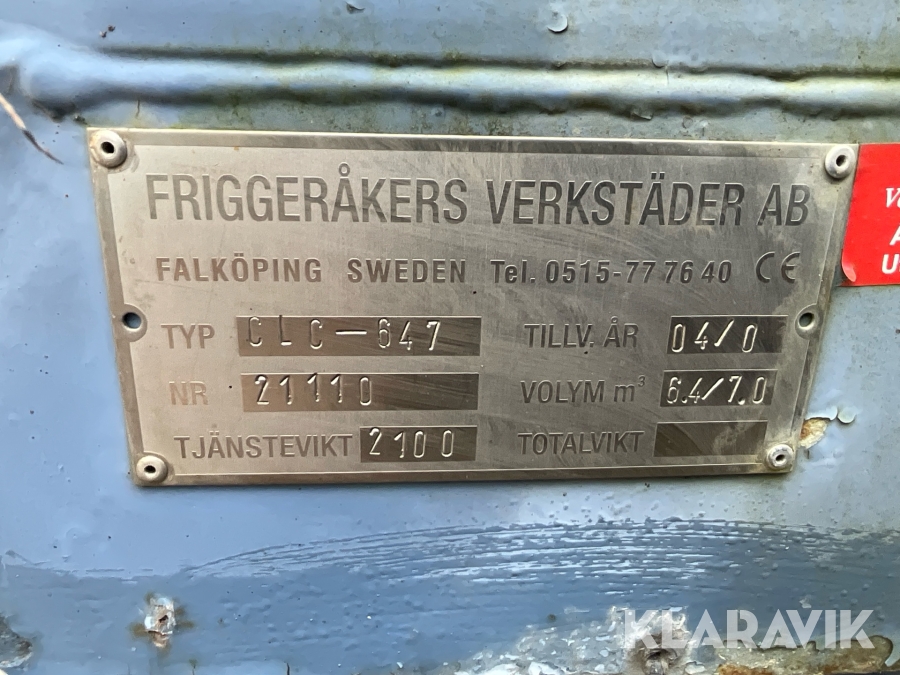 FRIGGERÅKERS VERKSTÄDER AB
FALKÖPING SWEDEN Tel. 0515-77 76 40 CE
TYP CLC-647 TILLV. ÅR 04/0
NR 21110 VOLYM m³ 6.4/7.0
TJÄNSTEVIKT 2100 TOTALVIKT
KLARAVIK